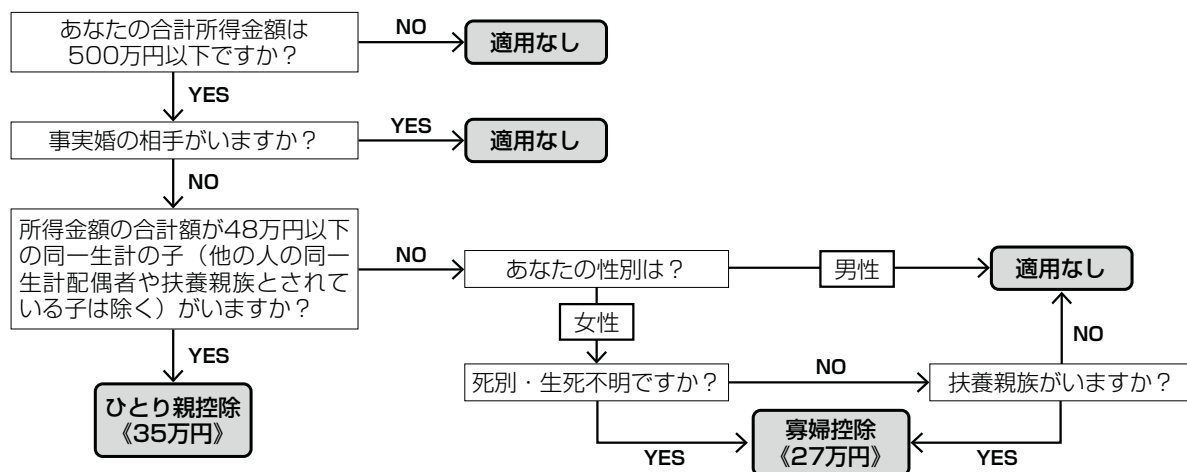 あなたの合計所得金額は
500万円以下ですか？
NO
適用なし
YES
事実婚の相手がいますか？
YES
適用なし
NO
所得金額の合計額が48万円以下
の同一生計の子（他の人の同一
生計配偶者や扶養親族とされて
いる子は除く）がいますか？
NO
あなたの性別は？
男性
適用なし
女性
NO
YES
死別・生死不明ですか？
NO
扶養親族がいますか？
ひとり親控除
《35万円》
YES
寡婦控除
《27万円》
YES